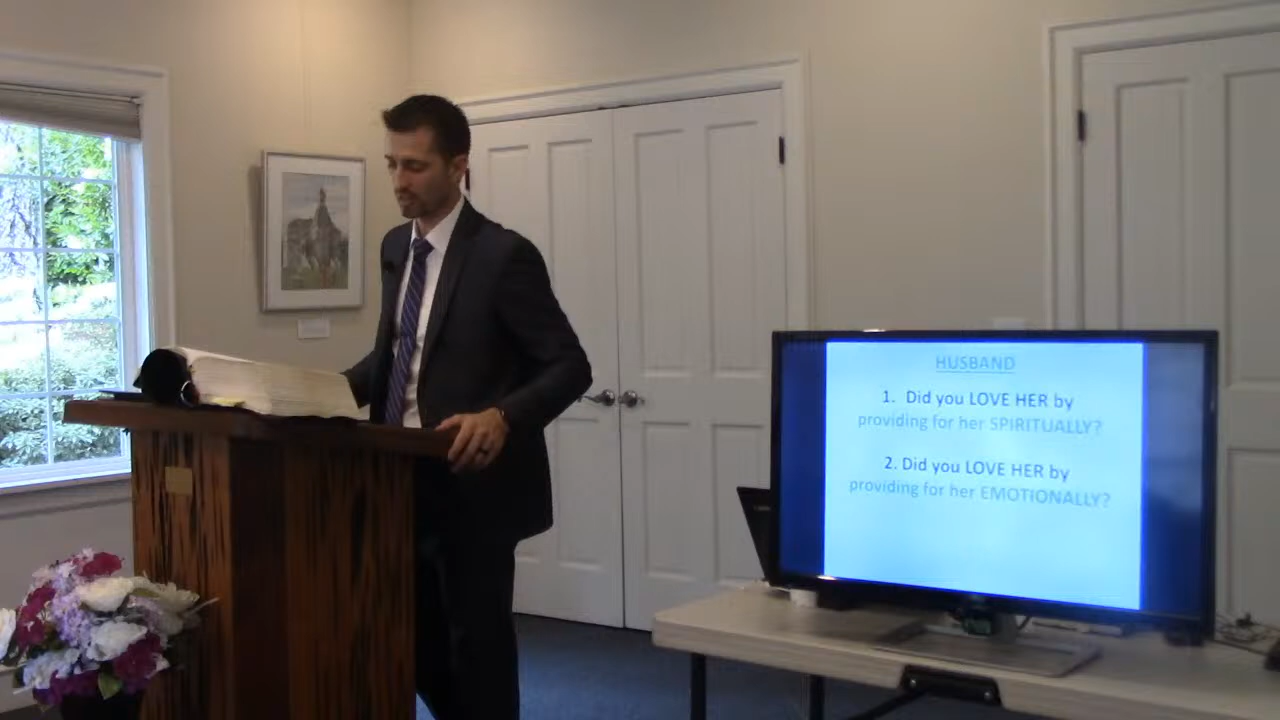 HUSBAND
1. Did you LOVE HER by
providing for her SPIRITUALLY?
2. Did you LOVE HER by
providing for her EMOTIONALLY?